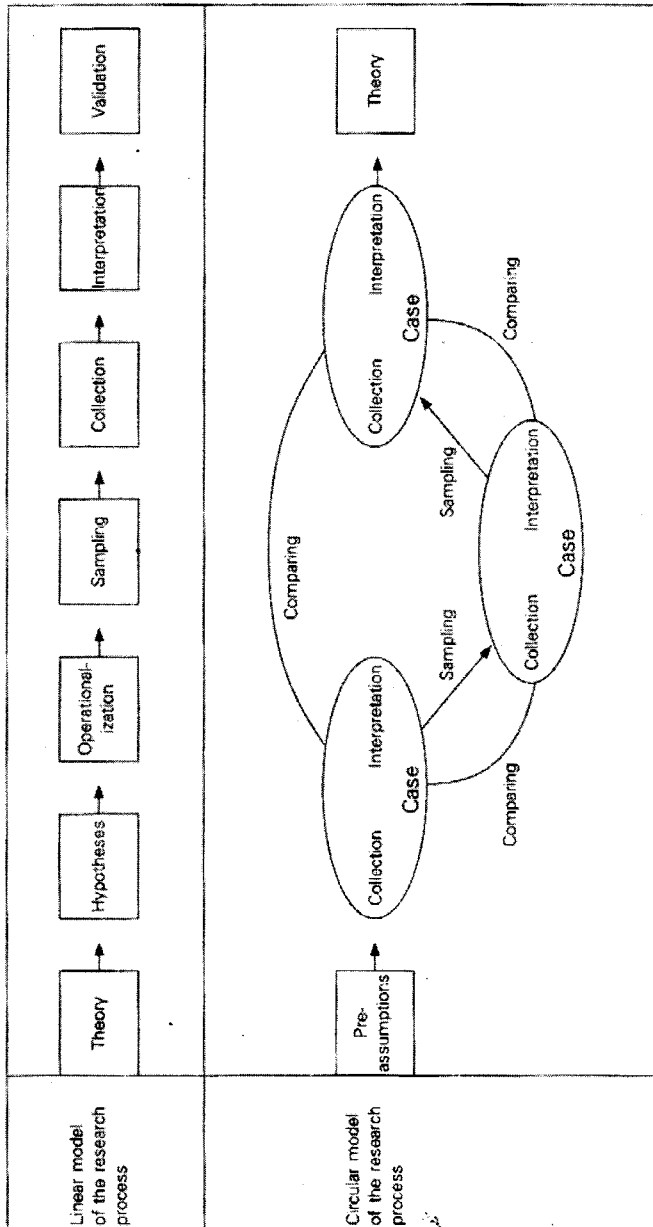 Linear model
of the research
process
Theory
Hypotheses
Operational-
ization
Sampling
Collection
Interpretation
Validation
Circular model
of the research
process
Pre-
assumptions
Collection
Interpretation
Case
Comparing
Sampling
Comparing
Collection
Interpretation
Case
Sampling
Comparing
Collection
Interpretation
Case
Theory